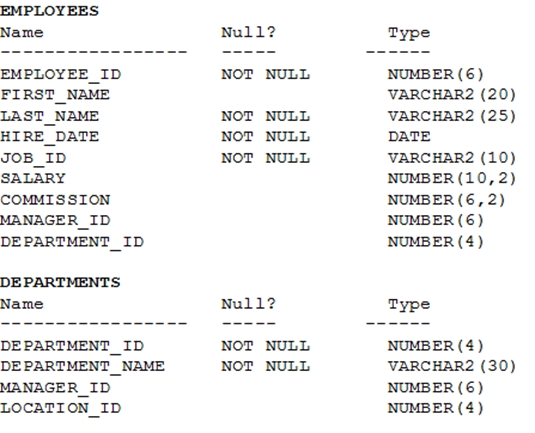 EMPLOYEES
Name Null? Type
----------------- ----- ------
EMPLOYEE_ID NOT NULL NUMBER(6)
FIRST_NAME VARCHAR2(20)
LAST_NAME NOT NULL VARCHAR2(25)
HIRE_DATE NOT NULL DATE
JOB_ID NOT NULL VARCHAR2(10)
SALARY NUMBER(10,2)
COMMISSION NUMBER(6,2)
MANAGER_ID NUMBER(6)
DEPARTMENT_ID NUMBER(4)
DEPARTMENTS
Name Null? Type
----------------- ----- ------
DEPARTMENT_ID NOT NULL NUMBER(4)
DEPARTMENT_NAME NOT NULL VARCHAR2(30)
MANAGER_ID NUMBER(6)
LOCATION_ID NUMBER(4)